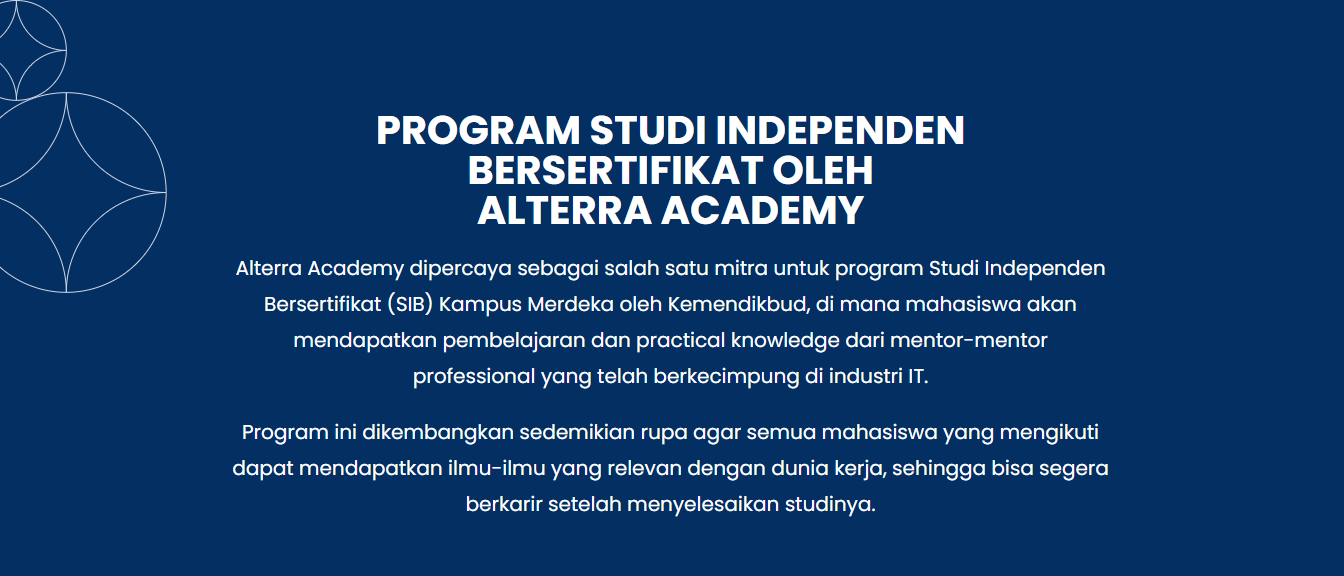 PROGRAM STUDI INDEPENDEN
BERSERTIFIKAT OLEH
ALTERRA ACADEMY
Alterra Academy dipercaya sebagai salah satu mitra untuk program Studi Independen
Bersertifikat (SIB) Kampus Merdeka oleh Kemendikbud, di mana mahasiswa akan
mendapatkan pembelajaran dan practical knowledge dari mentor-mentor
professional yang telah berkecimpung di industri IT.
Program ini dikembangkan sedemikian rupa agar semua mahasiswa yang mengikuti
dapat mendapatkan ilmu-ilmu yang relevan dengan dunia kerja, sehingga bisa segera
berkarir setelah menyelesaikan studinya.